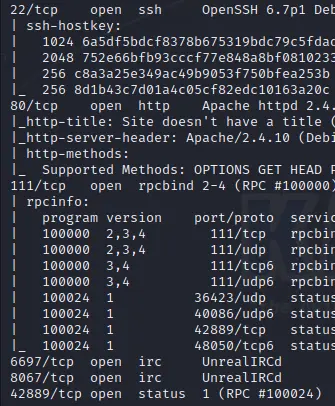 22/tcp    open  ssh     OpenSSH 6.7p1 Deb
| ssh-hostkey:
|   1024 6a5df5bdcf8378b675319bdc79c5fdad
|   2048 752e66bfb93cccf77e848a8bf0810233
|   256 c8a3a25e349ac49b9053f750bfea253b
|_  256 8d1b43c7d01a4c05cf82edc10163a20c
80/tcp    open  http    Apache httpd 2.4.
|_http-title: Site doesn't have a title (
|_http-server-header: Apache/2.4.10 (Debi
| http-methods:
|_  Supported Methods: OPTIONS GET HEAD P
111/tcp   open  rpcbind 2-4 (RPC #100000)
| rpcinfo:
|   program version    port/proto  servic
|   100000  2,3,4        111/tcp   rpcbin
|   100000  2,3,4        111/udp   rpcbin
|   100000  3,4          111/tcp6  rpcbin
|   100000  3,4          111/udp6  rpcbin
|   100024  1          36423/udp   status
|   100024  1          40086/udp6  status
|   100024  1          42889/tcp   status
|_  100024  1          48050/tcp6  status
6697/tcp  open  irc     UnrealIRCd
8067/tcp  open  irc     UnrealIRCd
42889/tcp open  status  1 (RPC #100024)